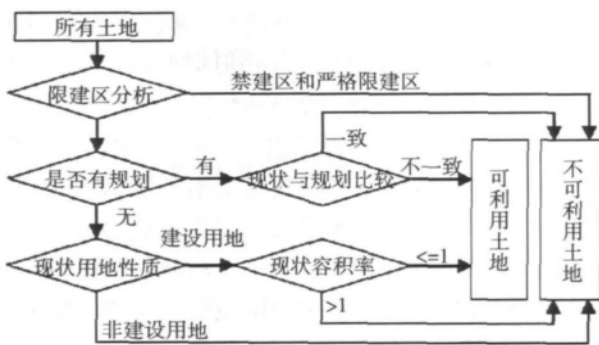 所有土地
限建区分析
禁建区和严格限建区
一致
是否有规划
有
现状与规划比较
不一致
可利用土地
不可利用土地
无
建设用地
现状用地性质
现状容积率
<=1
>1
非建设用地